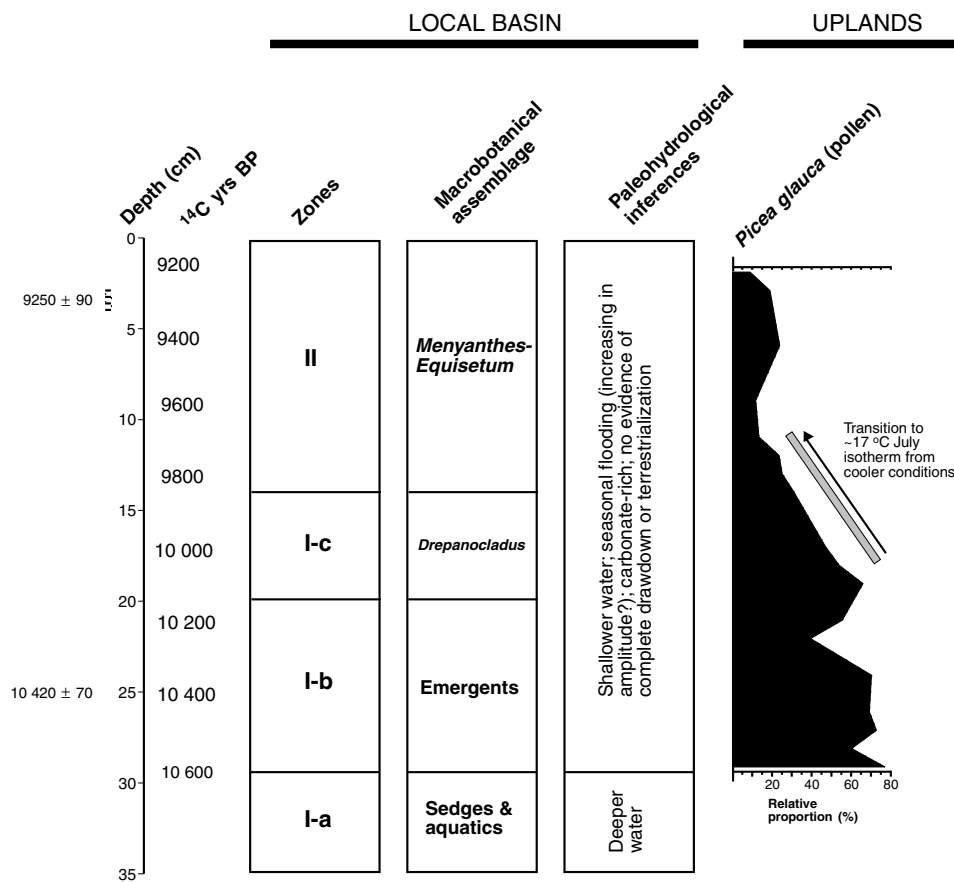 LOCAL BASIN
UPLANDS
Depth (cm)
14C yrs BP
Zones
Macrobotanical
assemblage
Paleohydrological
inferences
Picea glauca (pollen)
0
5
10
15
20
25
30
35
9250 ± 90
10 420 ± 70
9200
9400
9600
9800
10 000
10 200
10 400
10 600
II
I-c
I-b
I-a
Menyanthes-
Equisetum
Drepanocladus
Emergents
Sedges &
aquatics
Shallower water; seasonal flooding (increasing in
amplitude?); carbonate-rich; no evidence of
complete drawdown or terrestrialization
Deeper
water
Transition to
~17 ºC July
isotherm from
cooler conditions
20 40 60 80
Relative
proportion (%)